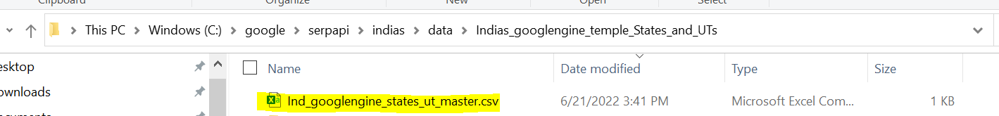 Clipboard Organize New Open Select
This PC > Windows (C:) > google > serpapi > indias > data > Indias_googlengine_temple_States_and_UTs
esktop
Name Date modified Type Size
ownloads
Ind_googlengine_states_ut_master.csv 6/21/2022 3:41 PM Microsoft Excel Com... 1 KB